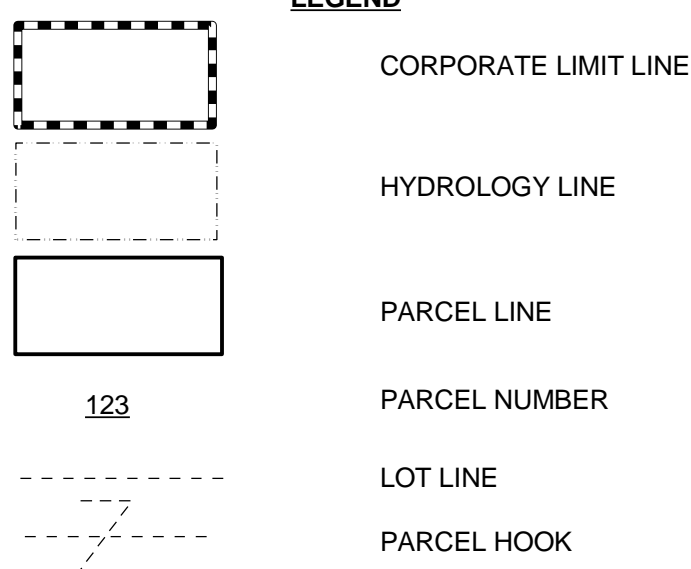 LEGEND
CORPORATE LIMIT LINE
HYDROLOGY LINE
PARCEL LINE
123 PARCEL NUMBER
LOT LINE
PARCEL HOOK